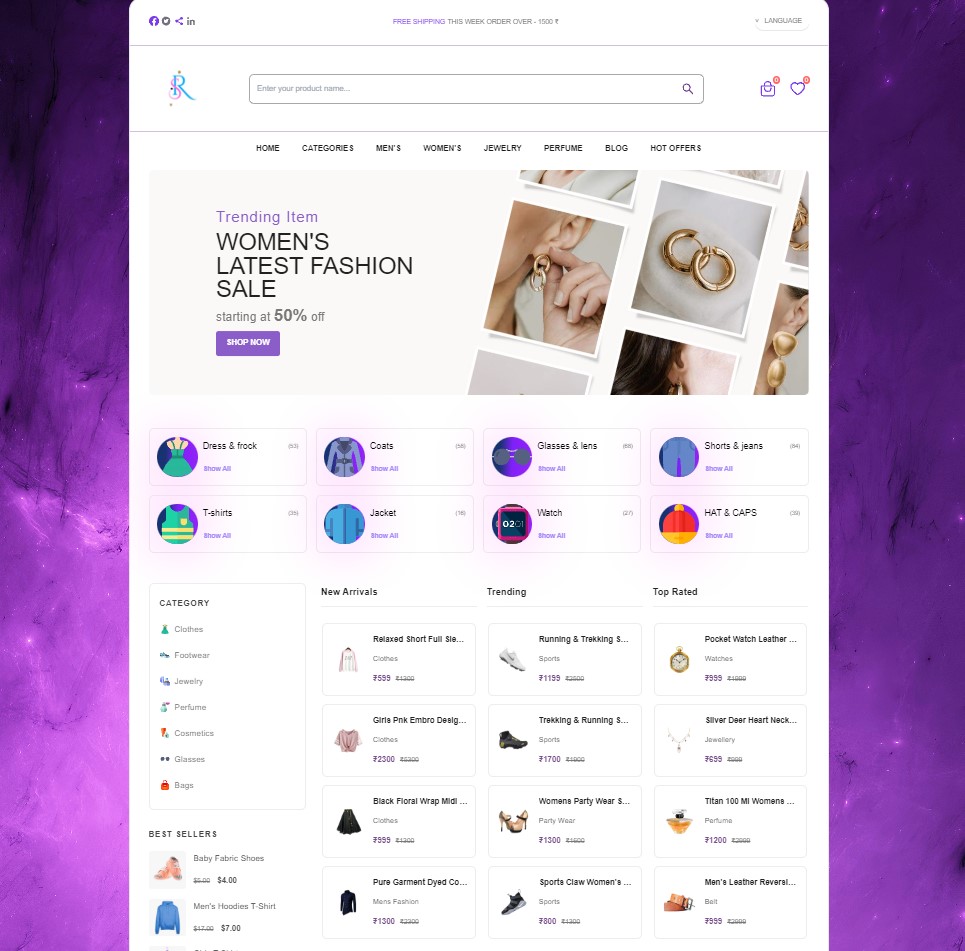 FREE SHIPPING THIS WEEK ORDER OVER - 1500 ₹
LANGUAGE
Enter your product name...
0
0
HOME CATEGORIES MEN'S WOMEN'S JEWELRY PERFUME BLOG HOT OFFERS
Trending Item
WOMEN'S
LATEST FASHION
SALE
starting at 50% off
SHOP NOW
Dress & frock (53)
Show All
Coats (58)
Show All
Glasses & lens (68)
Show All
Shorts & jeans (84)
Show All
T-shirts (35)
Show All
Jacket (16)
Show All
Watch (27)
Show All
HAT & CAPS (39)
Show All
CATEGORY
Clothes
Footwear
Jewelry
Perfume
Cosmetics
Glasses
Bags
BEST SELLERS
Baby Fabric Shoes
$5.00 $4.00
Men's Hoodies T-Shirt
$17.00 $7.00
New Arrivals
Relaxed Short Full Sle...
Clothes
₹599 ₹1300
Girls Pnk Embro Desig...
Clothes
₹2300 ₹5300
Black Floral Wrap Midi ...
Clothes
₹999 ₹1300
Pure Garment Dyed Co...
Mens Fashion
₹1300 ₹2300
Trending
Running & Trekking S...
Sports
₹1199 ₹2500
Trekking & Running S...
Sports
₹1700 ₹1900
Womens Party Wear S...
Party Wear
₹1300 ₹1600
Sports Claw Women's ...
Sports
₹800 ₹1300
Top Rated
Pocket Watch Leather ...
Watches
₹999 ₹1999
Silver Deer Heart Neck...
Jewellery
₹699 ₹999
Titan 100 Ml Womens ...
Perfume
₹1200 ₹2599
Men's Leather Reversi...
Belt
₹999 ₹2999